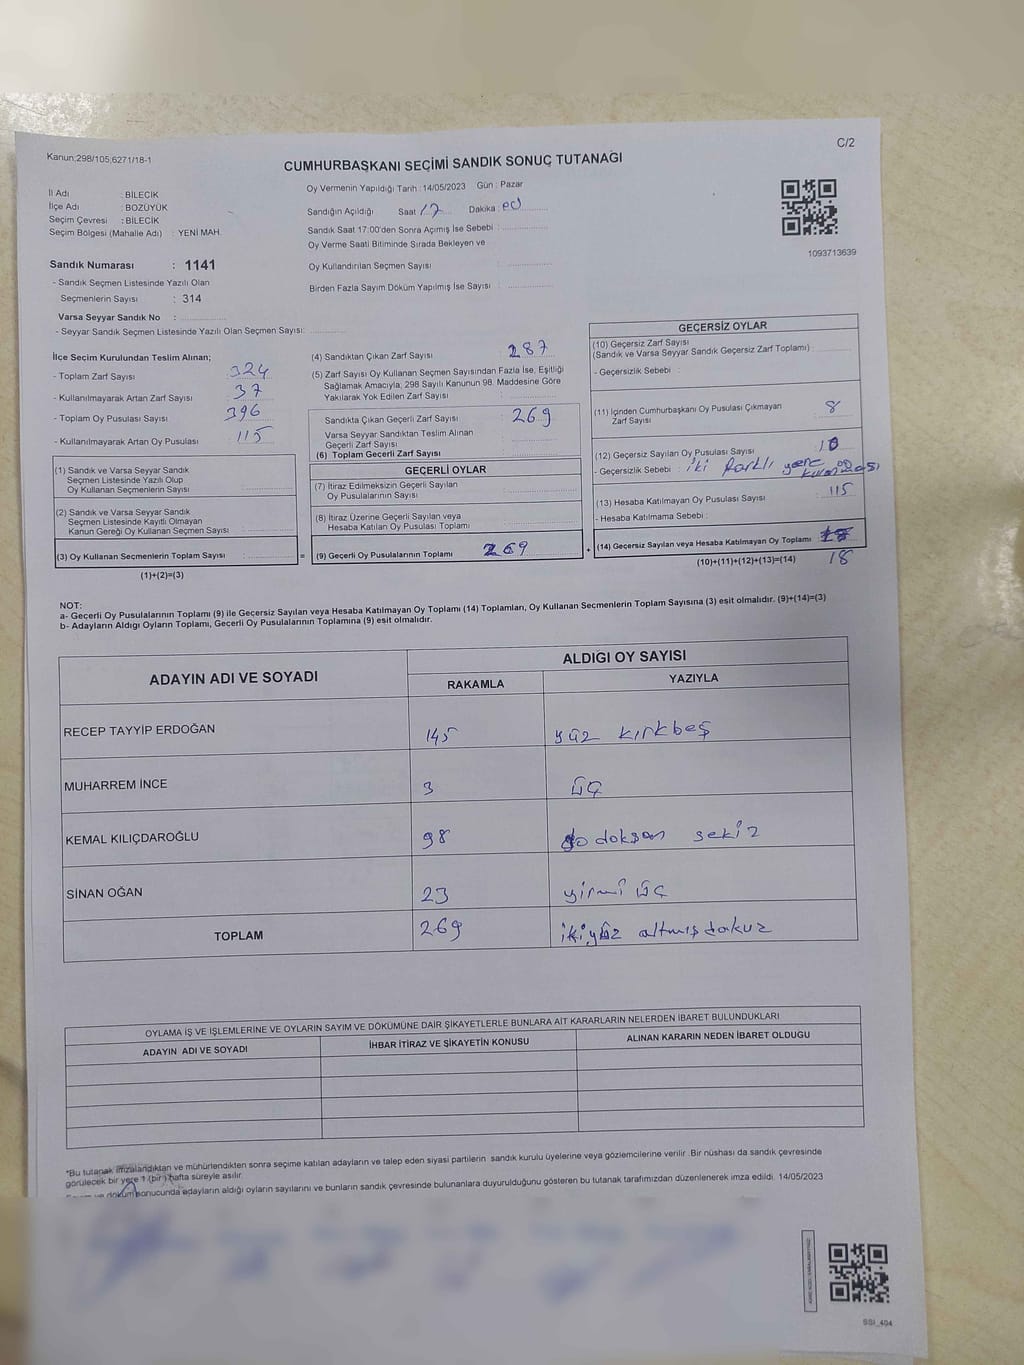 Kanun;298/105,6271/18-1
C/2
CUMHURBAŞKANI SEÇİMİ SANDIK SONUÇ TUTANAĞI
İl Adı : BİLECİK
İlçe Adı : BOZÜYÜK
Seçim Çevresi : BİLECİK
Seçim Bölgesi (Mahalle Adı) : YENİ MAH.
Oy Vermenin Yapıldığı Tarih : 14/05/2023 Gün : Pazar
Sandığın Açıldığı Saat 17 Dakika :
Sandık Saat 17:00'den Sonra Açımış İse Sebebi :
Oy Verme Saati Bitiminde Sırada Bekleyen ve
Oy Kullandırılan Seçmen Sayısı :
Birden Fazla Sayım Döküm Yapılmış İse Sayısı :
1093713639
Sandık Numarası : 1141
- Sandık Seçmen Listesinde Yazılı Olan
Seçmenlerin Sayısı : 314
Varsa Seyyar Sandık No :
- Seyyar Sandık Seçmen Listesinde Yazılı Olan Seçmen Sayısı:
İlçe Seçim Kurulundan Teslim Alınan;
- Toplam Zarf Sayısı : 324
- Kullanılmayarak Artan Zarf Sayısı : 37
- Toplam Oy Pusulası Sayısı : 396
- Kullanılmayarak Artan Oy Pusulası : 115
(1) Sandık ve Varsa Seyyar Sandık
Seçmen Listesinde Yazılı Olup
Oy Kullanan Seçmenlerin Sayısı :
(2) Sandık ve Varsa Seyyar Sandık
Seçmen Listesinde Kayıtlı Olmayan
Kanun Gereği Oy Kullanan Seçmen Sayısı :
(3) Oy Kullanan Seçmenlerin Toplam Sayısı :
(1)+(2)=(3)
(4) Sandıktan Çıkan Zarf Sayısı : 287
(5) Zarf Sayısı Oy Kullanan Seçmen Sayısından Fazla İse, Eşitliği
Sağlamak Amacıyla; 298 Sayılı Kanunun 98. Maddesine Göre
Yakılarak Yok Edilen Zarf Sayısı :
Sandıkta Çıkan Geçerli Zarf Sayısı : 269
Varsa Seyyar Sandıktan Teslim Alınan
Geçerli Zarf Sayısı :
(6) Toplam Geçerli Zarf Sayısı :
GEÇERLİ OYLAR
(7) İtiraz Edilmeksizin Geçerli Sayılan
Oy Pusulalarının Sayısı :
(8) İtiraz Üzerine Geçerli Sayılan veya
Hesaba Katılan Oy Pusulası Toplamı :
= (9) Geçerli Oy Pusulalarının Toplamı : 269
GEÇERSİZ OYLAR
(10) Geçersiz Zarf Sayısı
(Sandık ve Varsa Seyyar Sandık Geçersiz Zarf Toplamı) :
- Geçersizlik Sebebi :
(11) İçinden Cumhurbaşkanı Oy Pusulası Çıkmayan
Zarf Sayısı : 8
(12) Geçersiz Sayılan Oy Pusulası Sayısı : 10
- Geçersizlik Sebebi : iki farklı yere
(13) Hesaba Katılmayan Oy Pusulası Sayısı : 115
- Hesaba Katılmama Sebebi :
+ (14) Geçersiz Sayılan veya Hesaba Katılmayan Oy Toplamı :
(10)+(11)+(12)+(13)=(14) 18
NOT:
a- Geçerli Oy Pusulalarının Toplamı (9) ile Geçersiz Sayılan veya Hesaba Katılmayan Oy Toplamı (14) Toplamları, Oy Kullanan Seçmenlerin Toplam Sayısına (3) eşit olmalıdır. (9)+(14)=(3)
b- Adayların Aldığı Oyların Toplamı, Geçerli Oy Pusulalarının Toplamına (9) eşit olmalıdır.
ADAYIN ADI VE SOYADI
ALDIĞI OY SAYISI
RAKAMLA YAZIYLA
RECEP TAYYİP ERDOĞAN 145 yüz kırkbeş
MUHARREM İNCE 3 üç
KEMAL KILIÇDAROĞLU 98 doksan sekiz
SİNAN OĞAN 23 yirmi üç
TOPLAM 269 ikiyüz altmışdokuz
OYLAMA İŞ VE İŞLEMLERİNE VE OYLARIN SAYIM VE DÖKÜMÜNE DAİR ŞİKAYETLERLE BUNLARA AİT KARARLARIN NELERDEN İBARET BULUNDUKLARI
ADAYIN ADI VE SOYADI İHBAR İTİRAZ VE ŞİKAYETİN KONUSU ALINAN KARARIN NEDEN İBARET OLDUĞU
*Bu tutanak imzalandıktan ve mühürlendikten sonra seçime katılan adayların ve talep eden siyasi partilerin sandık kurulu üyelerine veya gözlemcilerine verilir .Bir nüshası da sandık çevresinde
görülecek bir yere 1 (bir) hafta süreyle asılır.
ve döküm sonucunda adayların aldığı oyların sayılarını ve bunların sandık çevresinde bulunanlara duyurulduğunu gösteren bu tutanak tarafımızdan düzenlenerek imza edildi. 14/05/2023
SSI_404